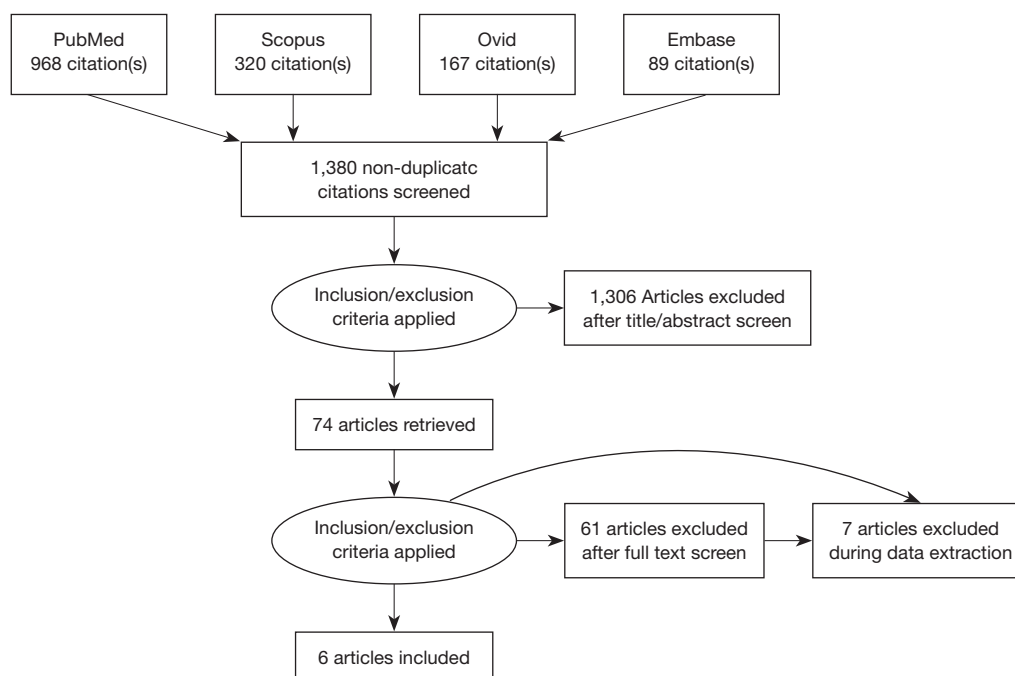 PubMed
968 citation(s)
Scopus
320 citation(s)
Ovid
167 citation(s)
Embase
89 citation(s)
1,380 non-duplicatc
citations screened
Inclusion/exclusion
criteria applied
1,306 Articles excluded
after title/abstract screen
74 articles retrieved
Inclusion/exclusion
criteria applied
61 articles excluded
after full text screen
7 articles excluded
during data extraction
6 articles included